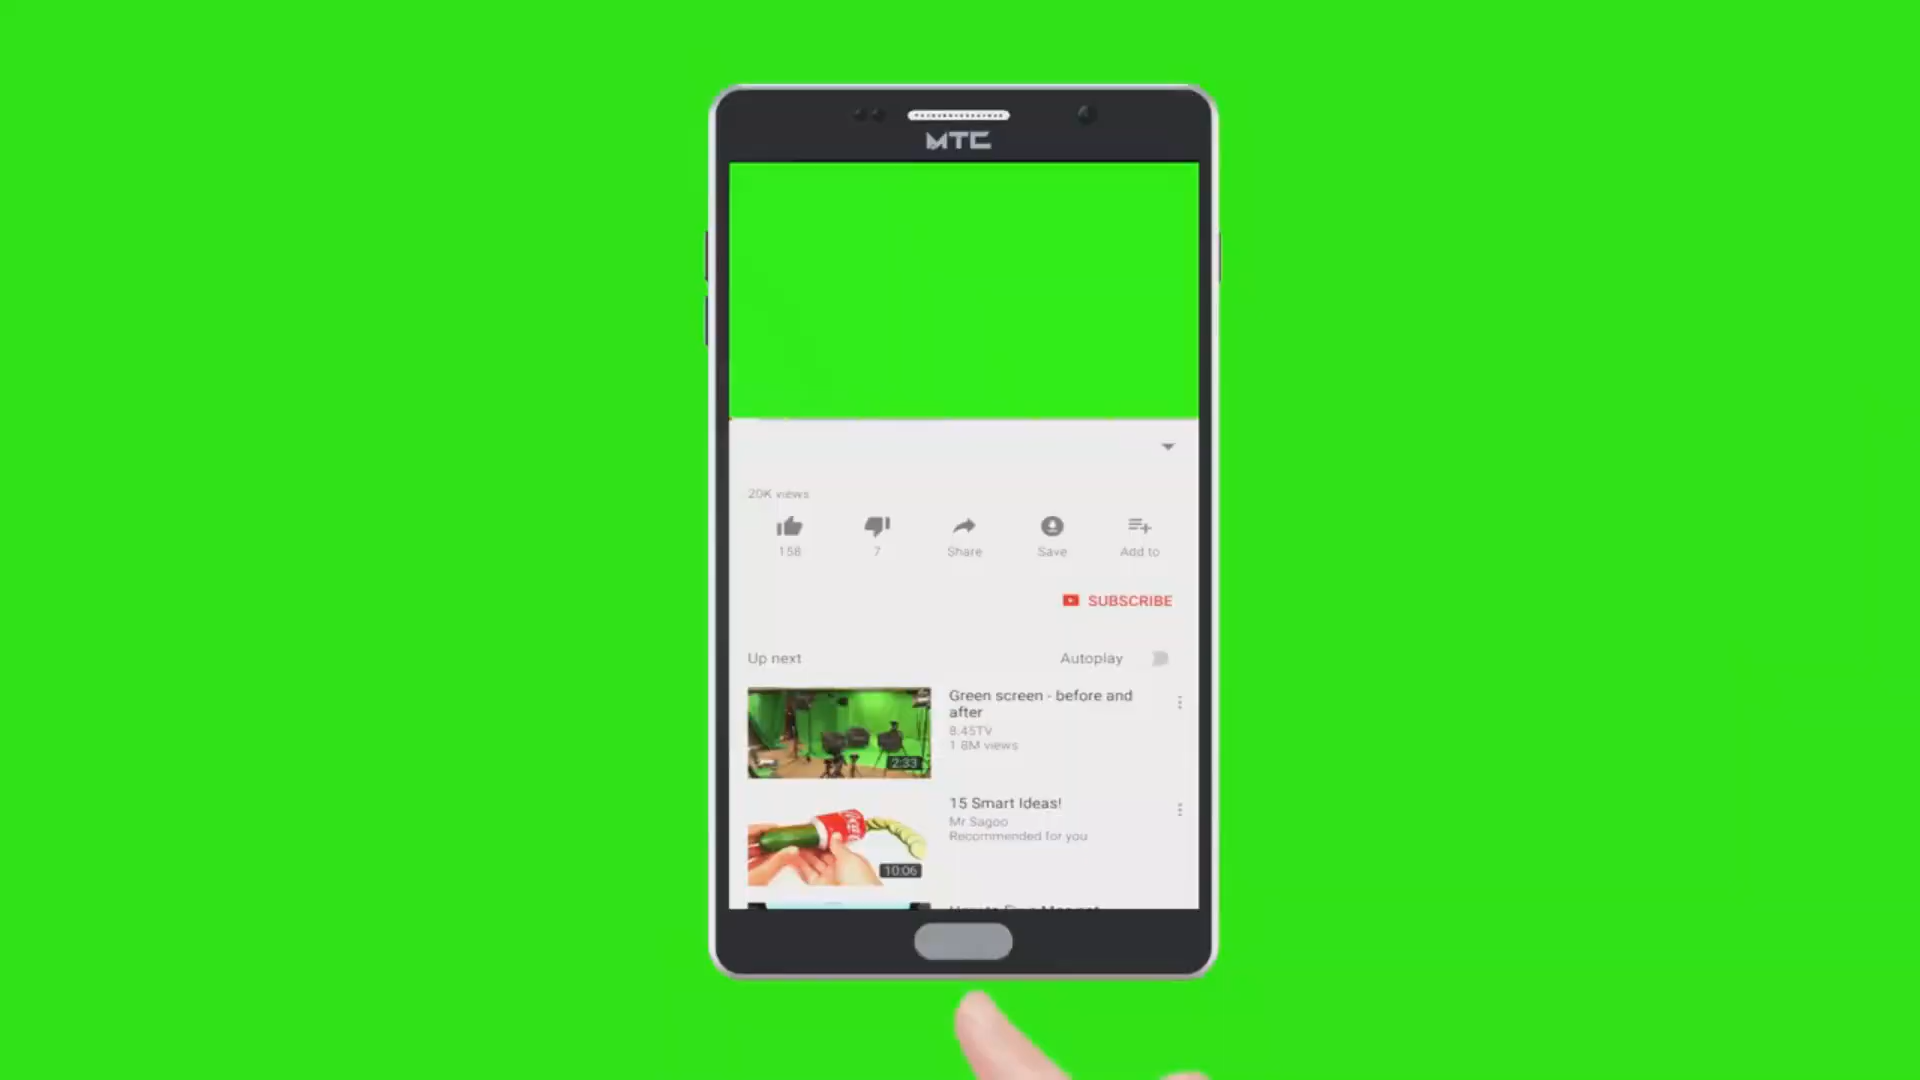 MTC
20K views
158
7
Share
Save
Add to
SUBSCRIBE
Up next
Autoplay
Green screen - before and
after
8.45TV
1 8M views
2:33
15 Smart Ideas!
Mr Sagoo
Recommended for you
10:06